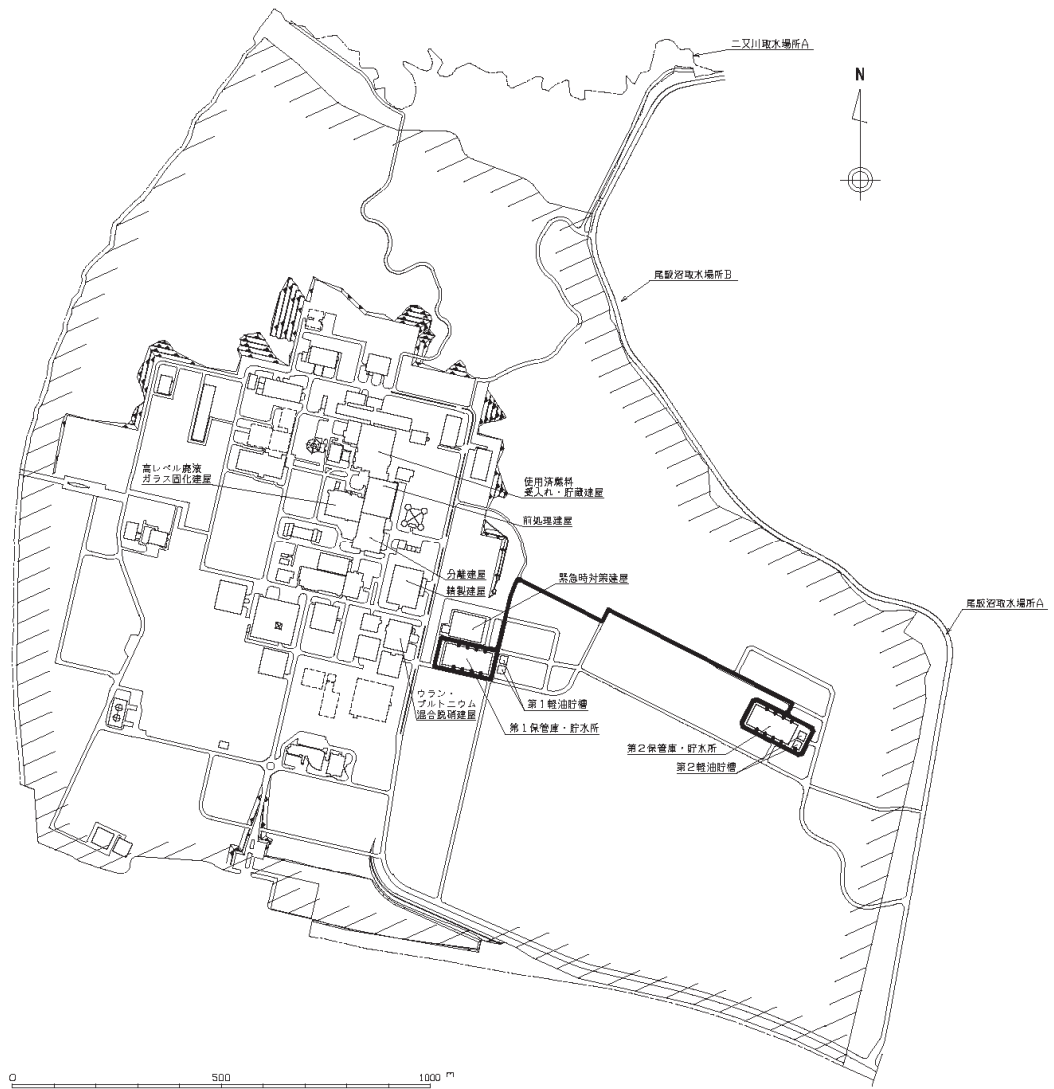 二又川取水場所A
N
尾駮沼取水場所B
高レベル廃液
ガラス固化建屋
使用済燃料
受入れ・貯蔵建屋
前処理建屋
分離建屋
精製建屋
緊急時対策建屋
尾駮沼取水場所A
ウラン・
プルトニウム
混合脱硝建屋
第1軽油貯槽
第1保管庫・貯水所
第2保管庫・貯水所
第2軽油貯槽
0 500 1000 m